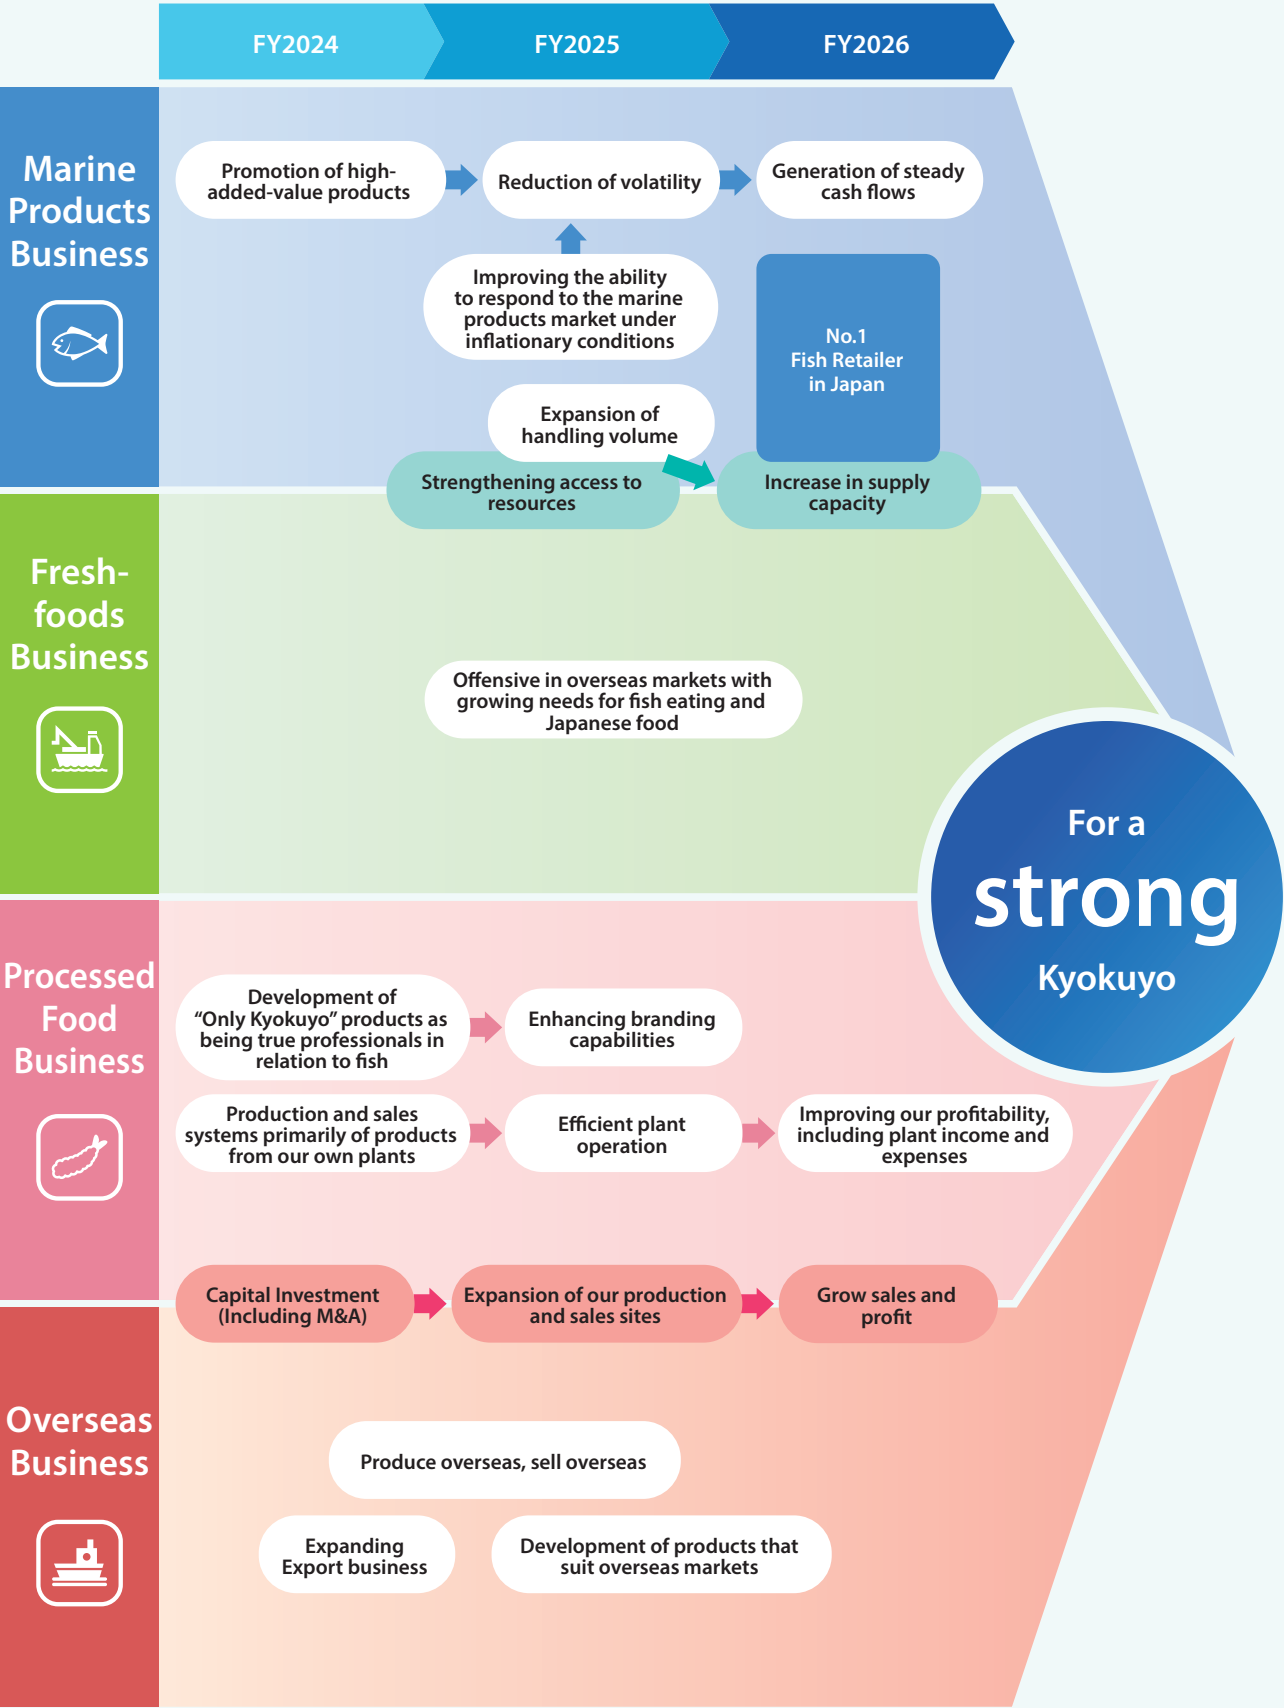 FY2024
FY2025
FY2026
Marine
Products
Business
Promotion of high-
added-value products
Reduction of volatility
Generation of steady
cash flows
Improving the ability
to respond to the marine
products market under
inflationary conditions
No.1
Fish Retailer
in Japan
Expansion of
handling volume
Strengthening access to
resources
Increase in supply
capacity
Fresh-
foods
Business
Offensive in overseas markets with
growing needs for fish eating and
Japanese food
For a
strong
Kyokuyo
Processed
Food
Business
Development of
“Only Kyokuyo” products as
being true professionals in
relation to fish
Enhancing branding
capabilities
Production and sales
systems primarily of products
from our own plants
Efficient plant
operation
Improving our profitability,
including plant income and
expenses
Capital Investment
(Including M&A)
Expansion of our production
and sales sites
Grow sales and
profit
Overseas
Business
Produce overseas, sell overseas
Expanding
Export business
Development of products that
suit overseas markets